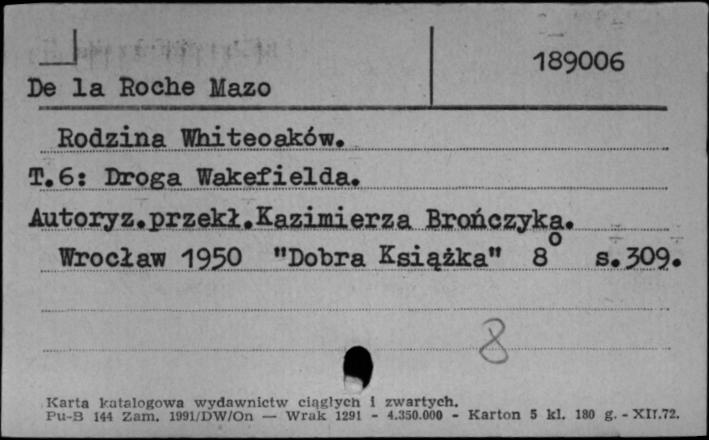 189006
De la Roche Mazo
Rodzina Whiteoaków.
T.6: Droga Wakefielda.
Autoryz.przekł.Kazimierza Brończyka.
Wrocław 1950 "Dobra Książka" 8° s.309.
8
Karta katalogowa wydawnictw ciągłych i zwartych.
Pu-B 144 Zam. 1991/DW/On — Wrak 1291 - 4.350.000 - Karton 5 kl. 180 g. - XII.72.